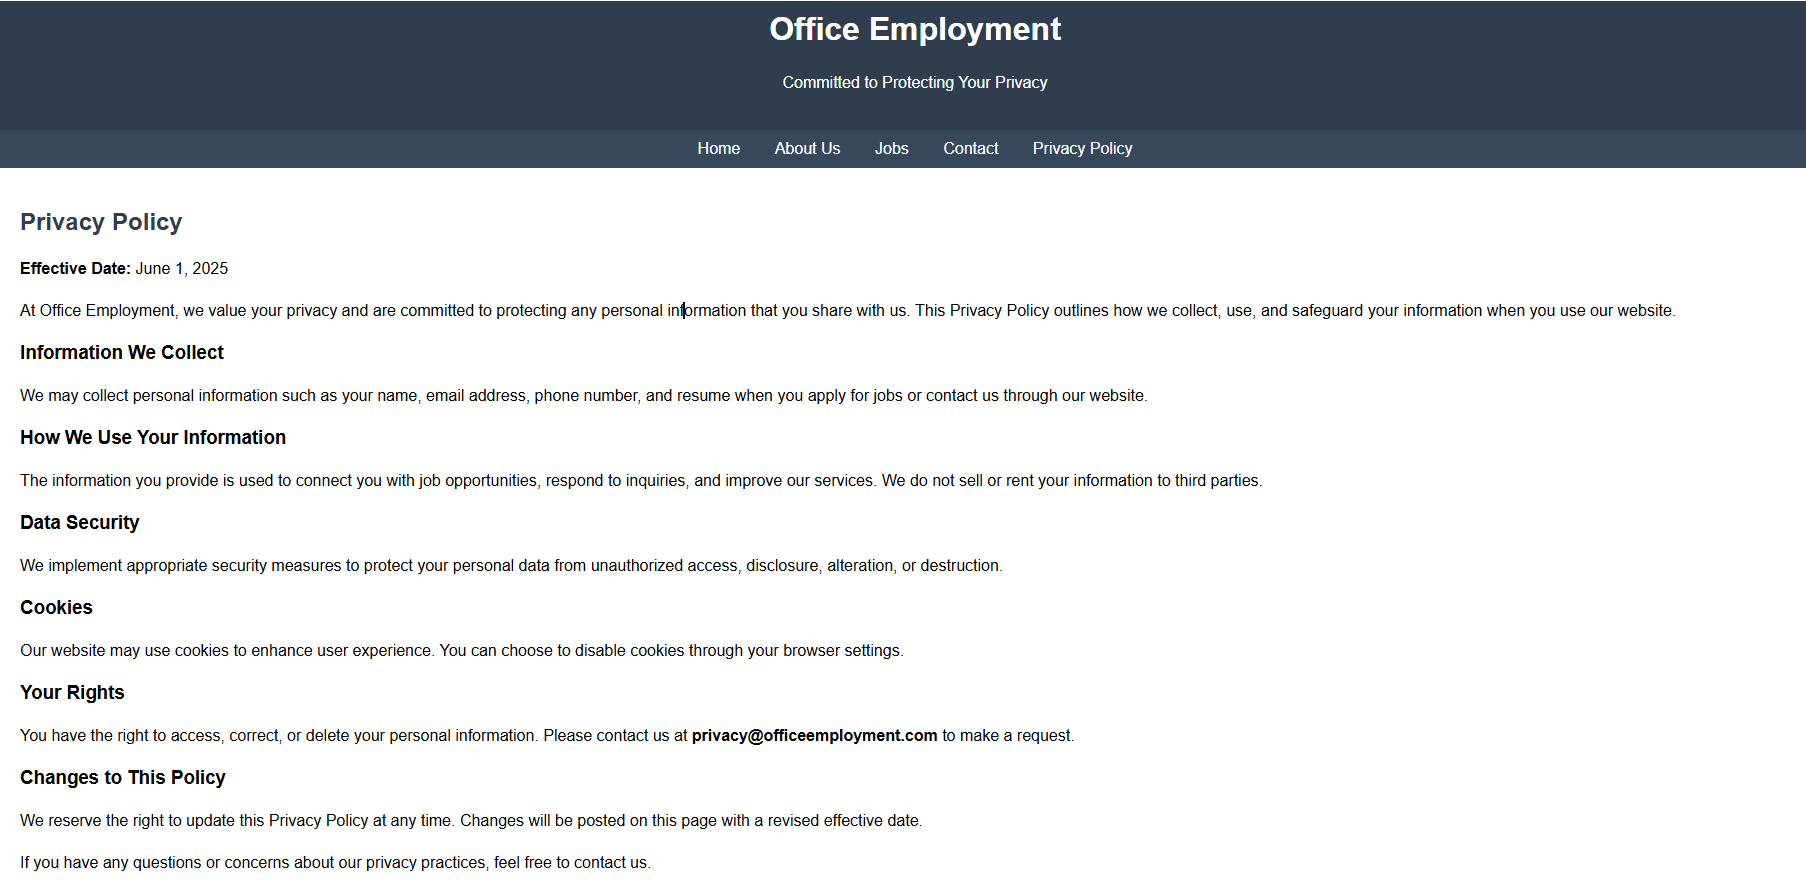 Office Employment
Committed to Protecting Your Privacy
Home About Us Jobs Contact Privacy Policy
Privacy Policy
Effective Date: June 1, 2025
At Office Employment, we value your privacy and are committed to protecting any personal information that you share with us. This Privacy Policy outlines how we collect, use, and safeguard your information when you use our website.
Information We Collect
We may collect personal information such as your name, email address, phone number, and resume when you apply for jobs or contact us through our website.
How We Use Your Information
The information you provide is used to connect you with job opportunities, respond to inquiries, and improve our services. We do not sell or rent your information to third parties.
Data Security
We implement appropriate security measures to protect your personal data from unauthorized access, disclosure, alteration, or destruction.
Cookies
Our website may use cookies to enhance user experience. You can choose to disable cookies through your browser settings.
Your Rights
You have the right to access, correct, or delete your personal information. Please contact us at privacy@officeemployment.com to make a request.
Changes to This Policy
We reserve the right to update this Privacy Policy at any time. Changes will be posted on this page with a revised effective date.
If you have any questions or concerns about our privacy practices, feel free to contact us.